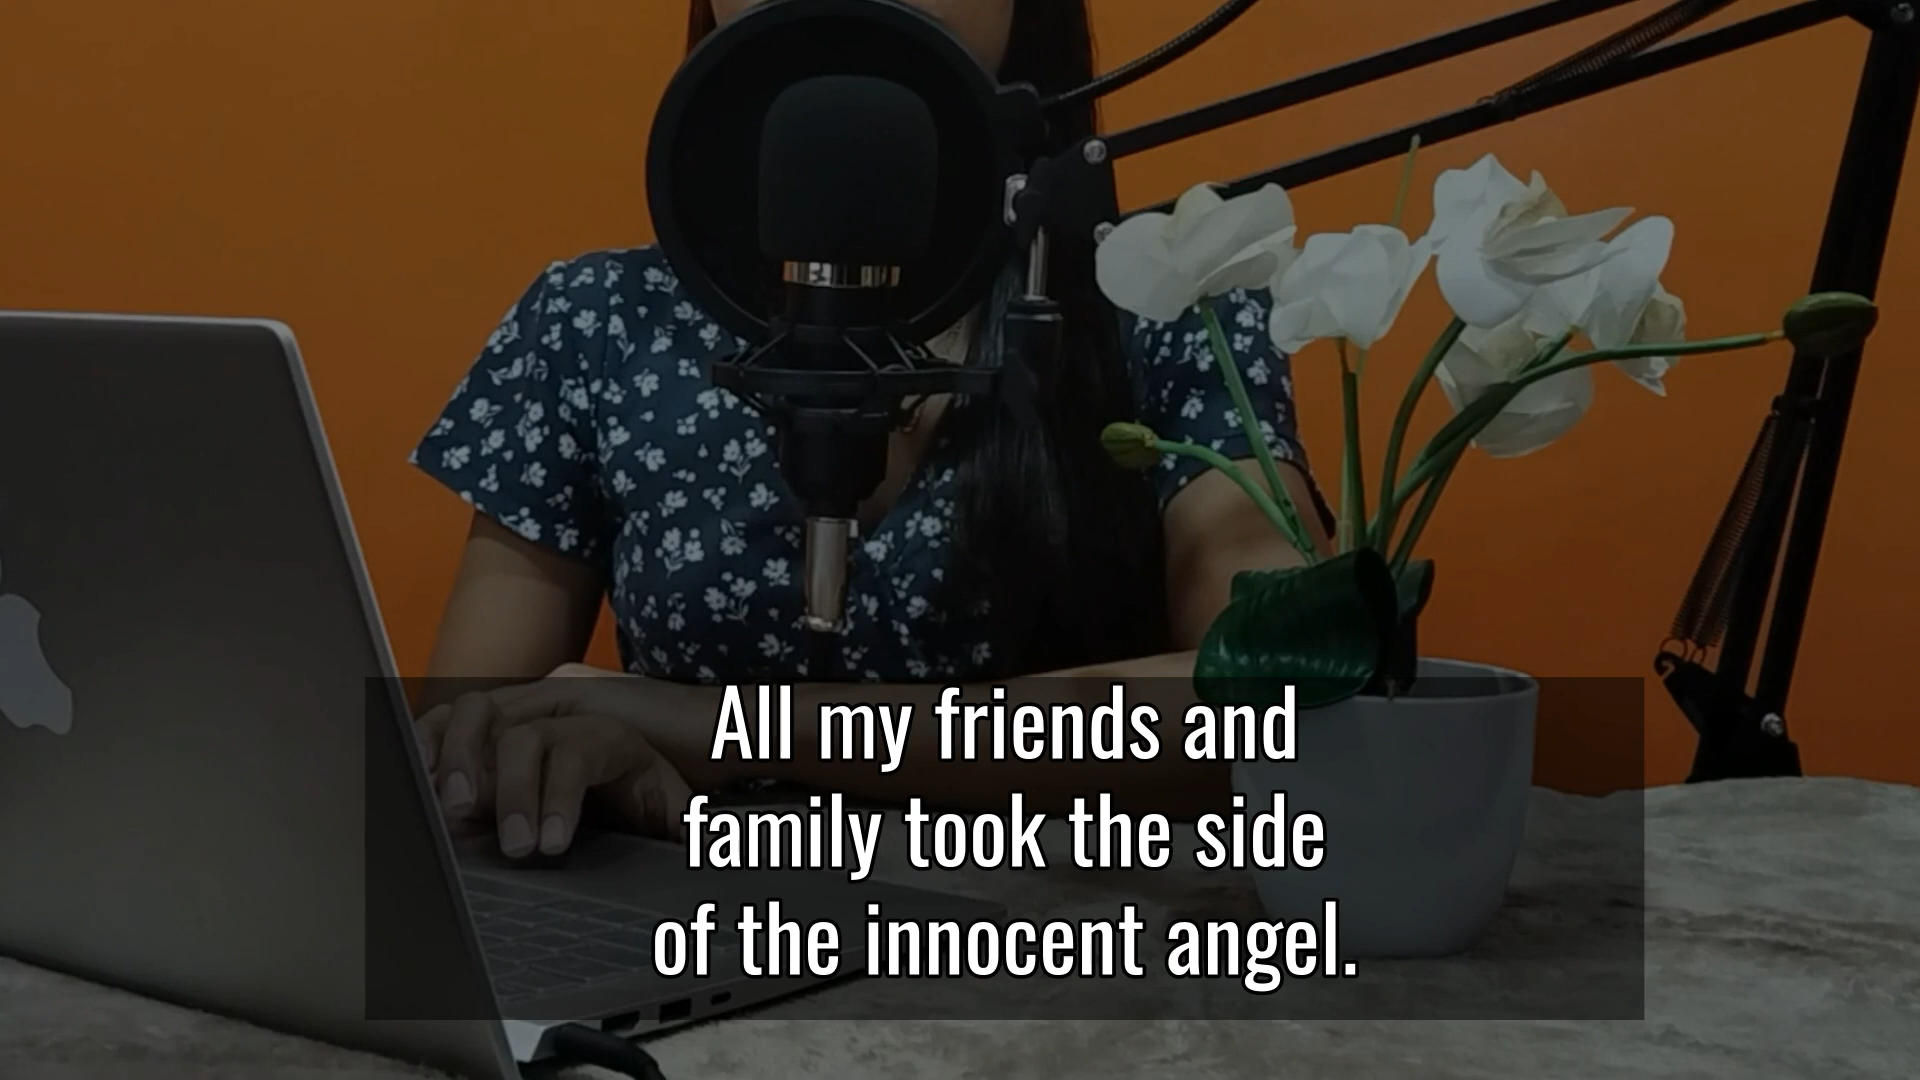 All my friends and
family took the side
of the innocent angel.